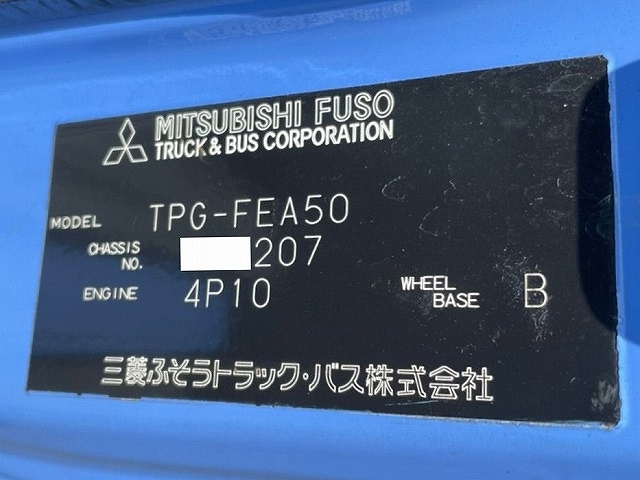 MITSUBISHI FUSO
TRUCK & BUS CORPORATION
MODEL TPG-FEA50
CHASSIS NO. 207
ENGINE 4P10
WHEEL BASE B
三菱ふそうトラック・バス株式会社